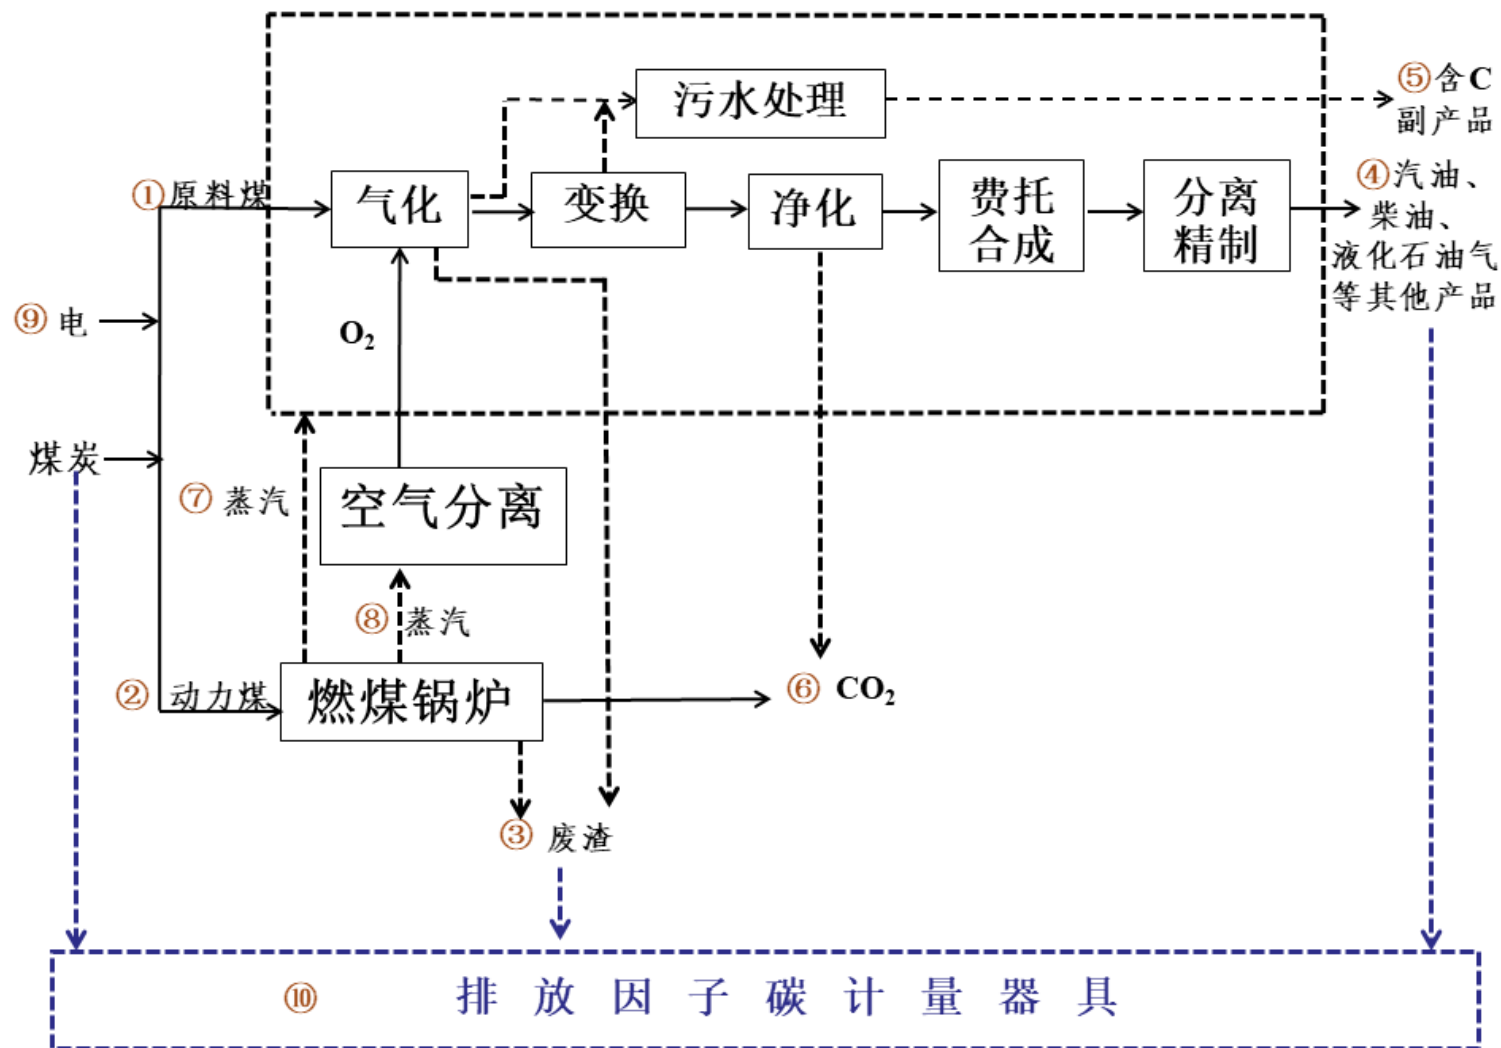 污水处理
⑤含C
副产品
①原料煤
气化
变换
净化
费托
合成
分离
精制
④汽油、
柴油、
液化石油气
等其他产品
⑨ 电
O₂
煤炭
⑦ 蒸汽
空气分离
⑧ 蒸汽
② 动力煤
燃煤锅炉
⑥ CO₂
③ 废渣
⑩ 排放因子碳计量器具